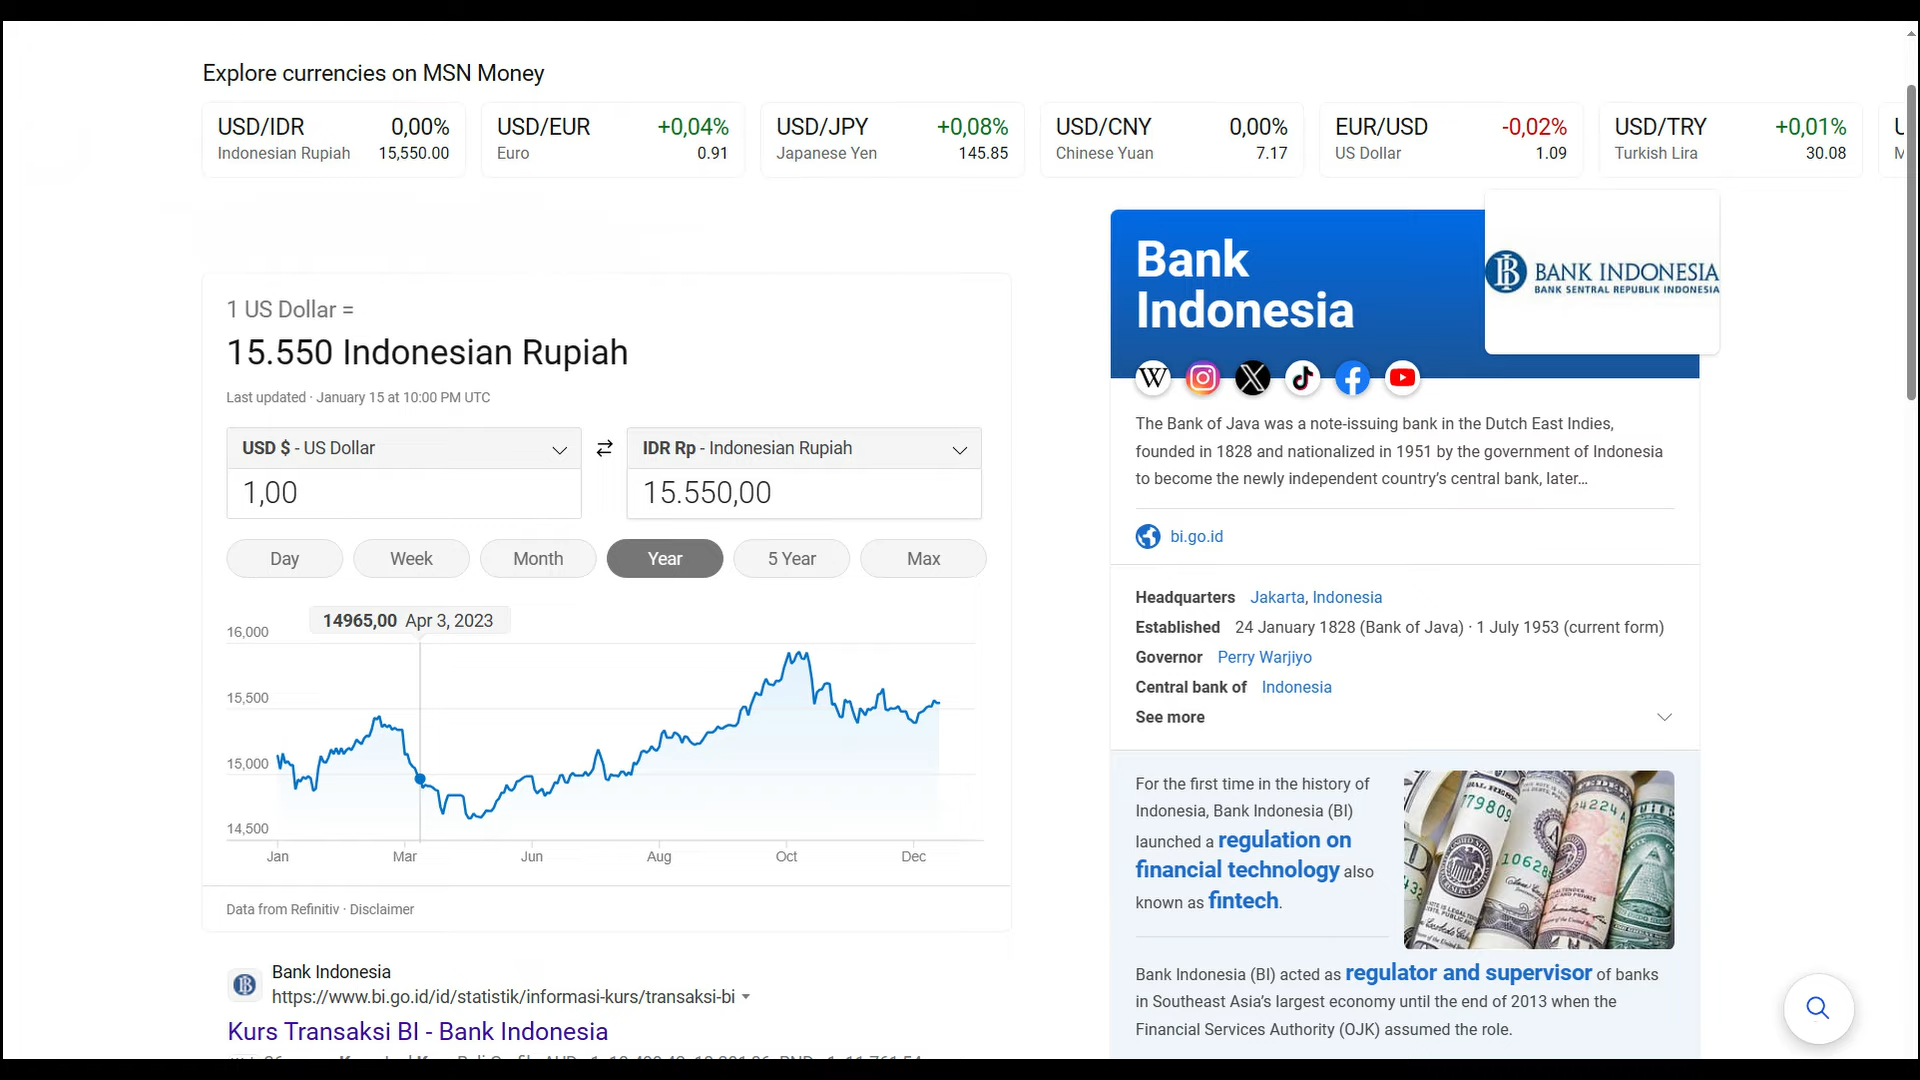 Explore currencies on MSN Money
USD/IDR 0,00%
Indonesian Rupiah 15,550.00
USD/EUR +0,04%
Euro 0.91
USD/JPY +0,08%
Japanese Yen 145.85
USD/CNY 0,00%
Chinese Yuan 7.17
EUR/USD -0,02%
US Dollar 1.09
USD/TRY +0,01%
Turkish Lira 30.08
1 US Dollar =
15.550 Indonesian Rupiah
Last updated · January 15 at 10:00 PM UTC
USD $ - US Dollar
1,00
IDR Rp - Indonesian Rupiah
15.550,00
Day Week Month Year 5 Year Max
14965,00 Apr 3, 2023
16,000
15,500
15,000
14,500
Jan Mar Jun Aug Oct Dec
Data from Refinitiv · Disclaimer
Bank Indonesia
https://www.bi.go.id/id/statistik/informasi-kurs/transaksi-bi
Kurs Transaksi BI - Bank Indonesia
Bank
Indonesia
BANK INDONESIA
BANK SENTRAL REPUBLIK INDONESIA
W
The Bank of Java was a note-issuing bank in the Dutch East Indies,
founded in 1828 and nationalized in 1951 by the government of Indonesia
to become the newly independent country's central bank, later…
bi.go.id
Headquarters Jakarta, Indonesia
Established 24 January 1828 (Bank of Java) · 1 July 1953 (current form)
Governor Perry Warjiyo
Central bank of Indonesia
See more
For the first time in the history of
Indonesia, Bank Indonesia (BI)
launched a regulation on
financial technology also
known as fintech.
Bank Indonesia (BI) acted as regulator and supervisor of banks
in Southeast Asia's largest economy until the end of 2013 when the
Financial Services Authority (OJK) assumed the role.